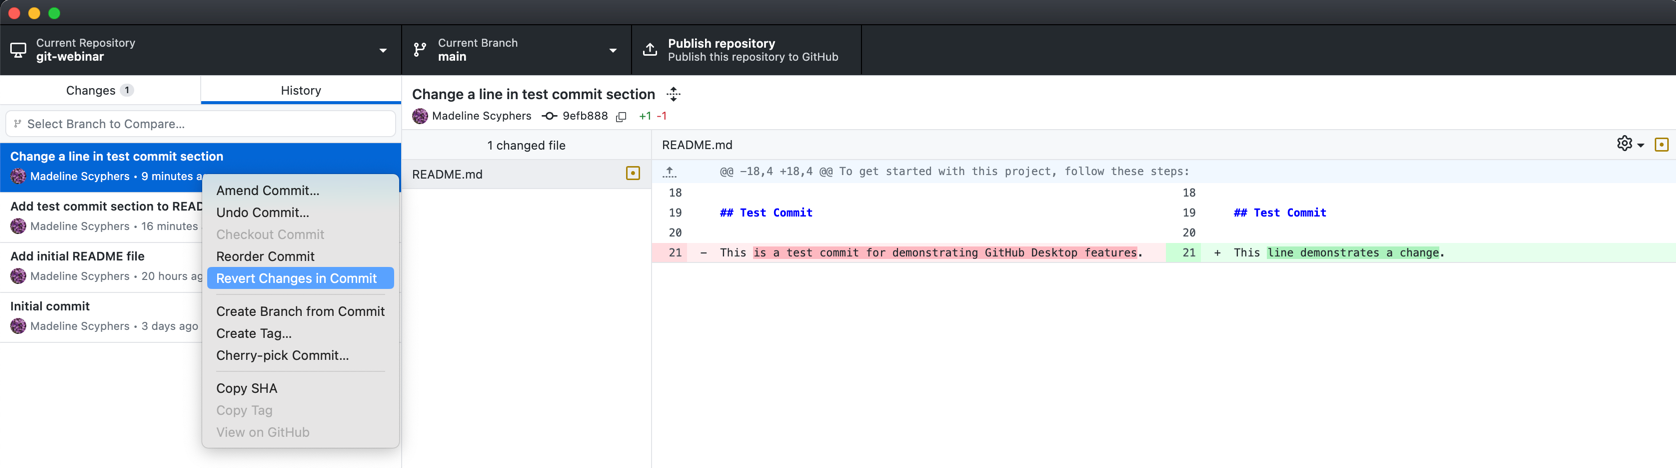 Current Repository
git-webinar
Current Branch
main
Publish repository
Publish this repository to GitHub
Changes 1
History
Select Branch to Compare...
Change a line in test commit section
Madeline Scyphers • 9 minutes a
Add test commit section to READ
Madeline Scyphers • 16 minutes
Add initial README file
Madeline Scyphers • 20 hours ag
Initial commit
Madeline Scyphers • 3 days ago
Amend Commit...
Undo Commit...
Checkout Commit
Reorder Commit
Revert Changes in Commit
Create Branch from Commit
Create Tag...
Cherry-pick Commit...
Copy SHA
Copy Tag
View on GitHub
Change a line in test commit section
Madeline Scyphers 9efb888 +1 -1
1 changed file
README.md
README.md
@@ -18,4 +18,4 @@ To get started with this project, follow these steps:
18 18
19 ## Test Commit 19 ## Test Commit
20 20
21 - This is a test commit for demonstrating GitHub Desktop features. 21 + This line demonstrates a change.